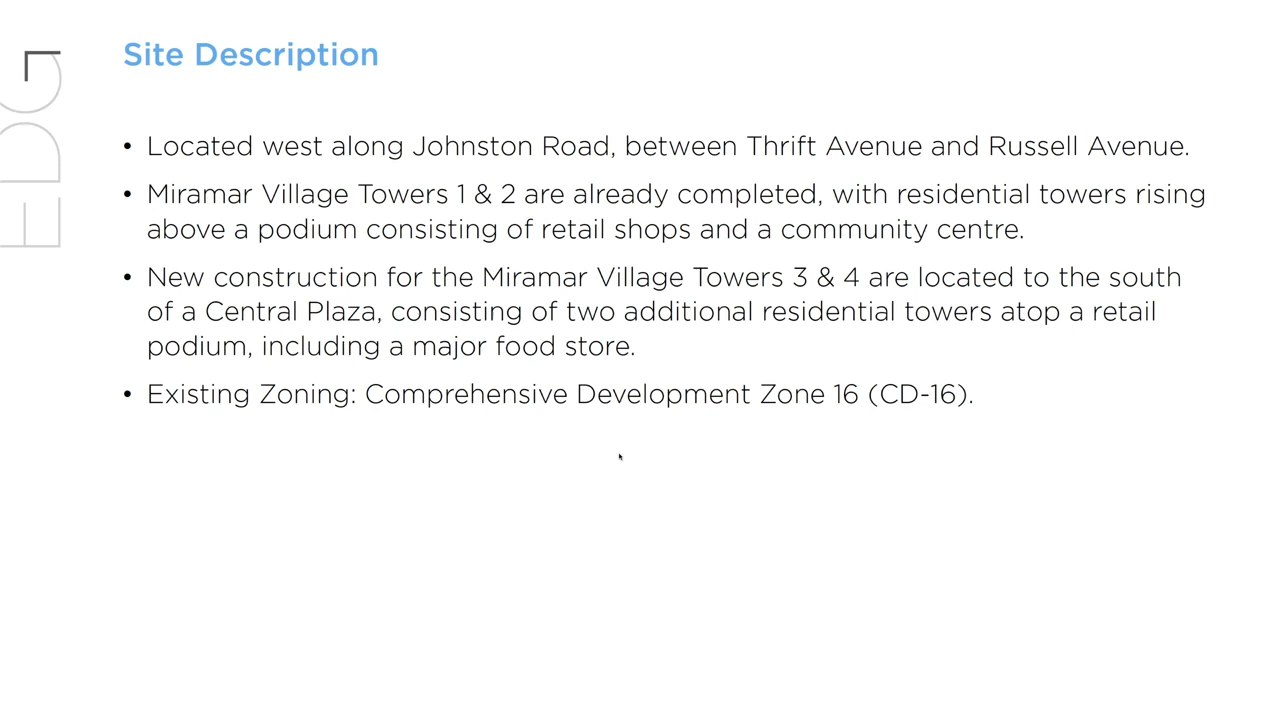 EDG
Site Description
• Located west along Johnston Road, between Thrift Avenue and Russell Avenue.
• Miramar Village Towers 1 & 2 are already completed, with residential towers rising
above a podium consisting of retail shops and a community centre.
• New construction for the Miramar Village Towers 3 & 4 are located to the south
of a Central Plaza, consisting of two additional residential towers atop a retail
podium, including a major food store.
• Existing Zoning: Comprehensive Development Zone 16 (CD-16).